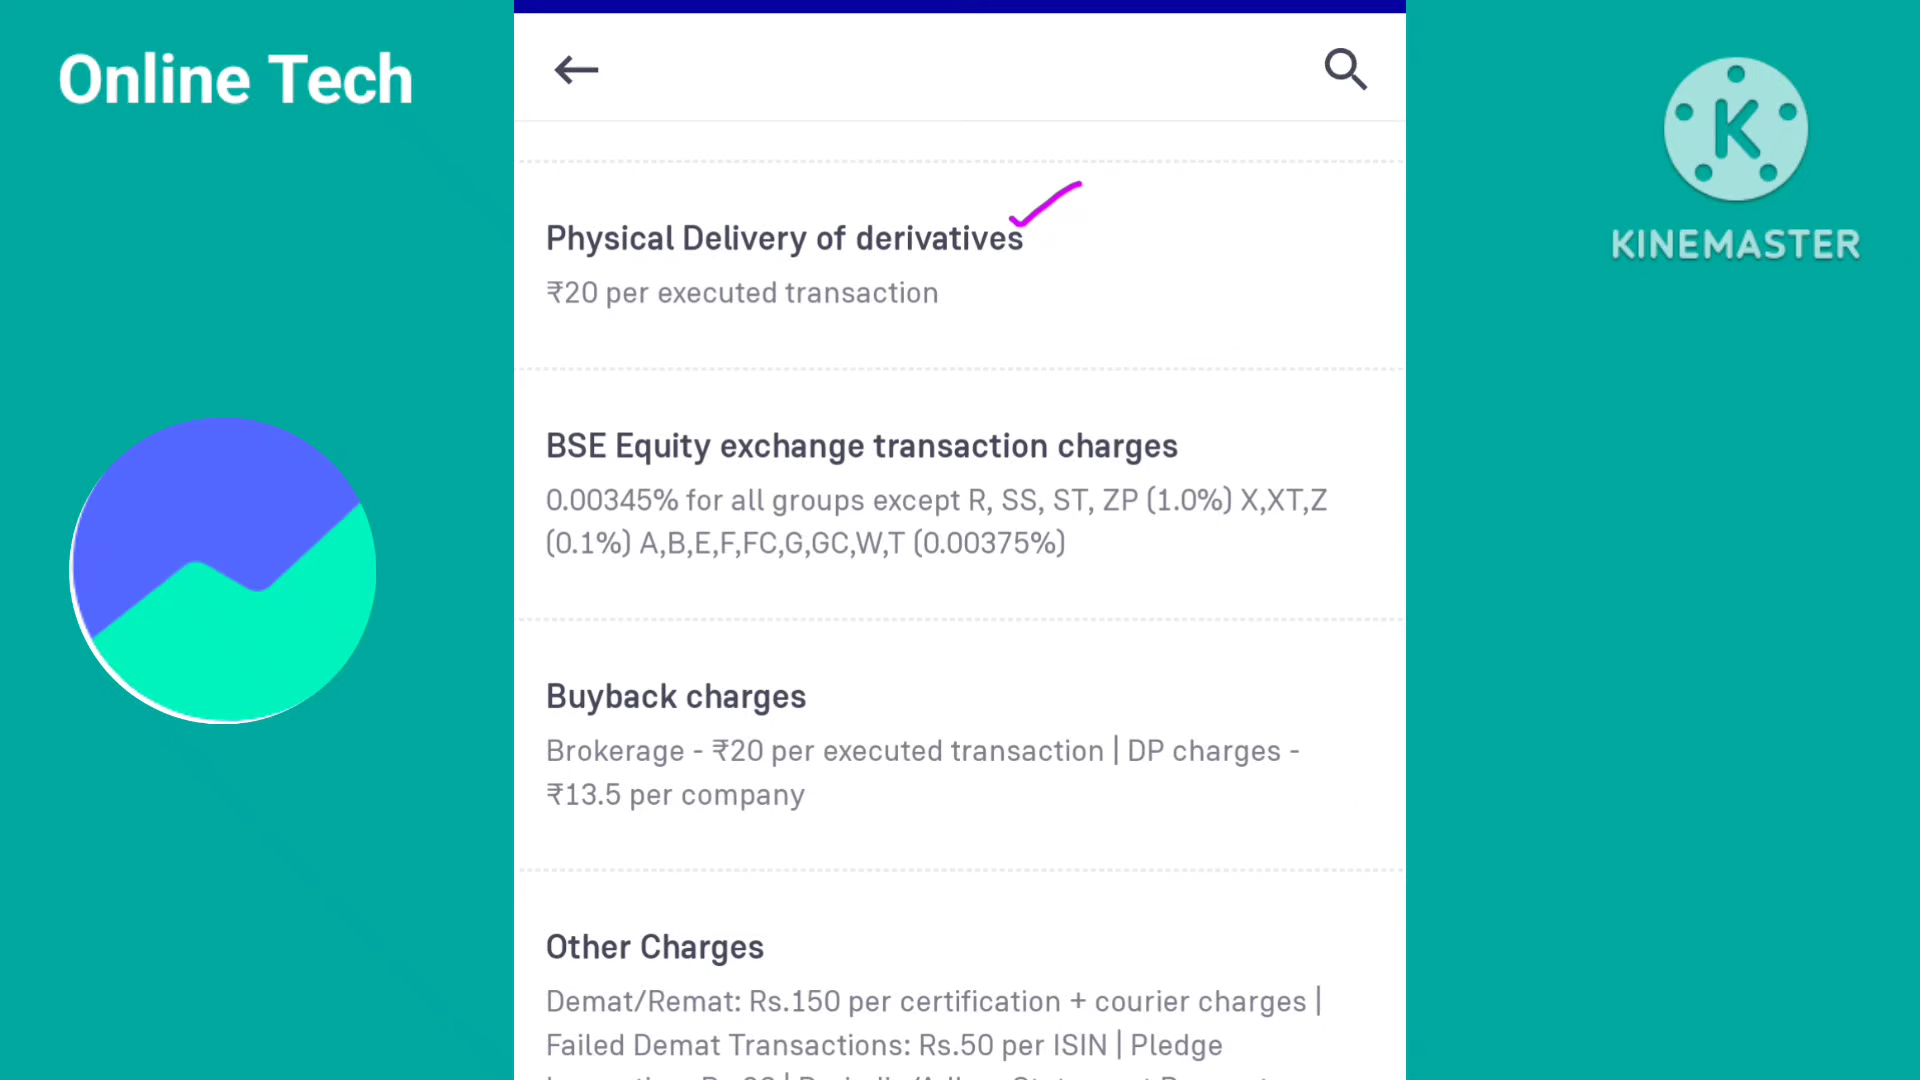 Online Tech
K
KINEMASTER
Physical Delivery of derivatives
₹20 per executed transaction
BSE Equity exchange transaction charges
0.00345% for all groups except R, SS, ST, ZP (1.0%) X,XT,Z
(0.1%) A,B,E,F,FC,G,GC,W,T (0.00375%)
Buyback charges
Brokerage - ₹20 per executed transaction | DP charges -
₹13.5 per company
Other Charges
Demat/Remat: Rs.150 per certification + courier charges |
Failed Demat Transactions: Rs.50 per ISIN | Pledge